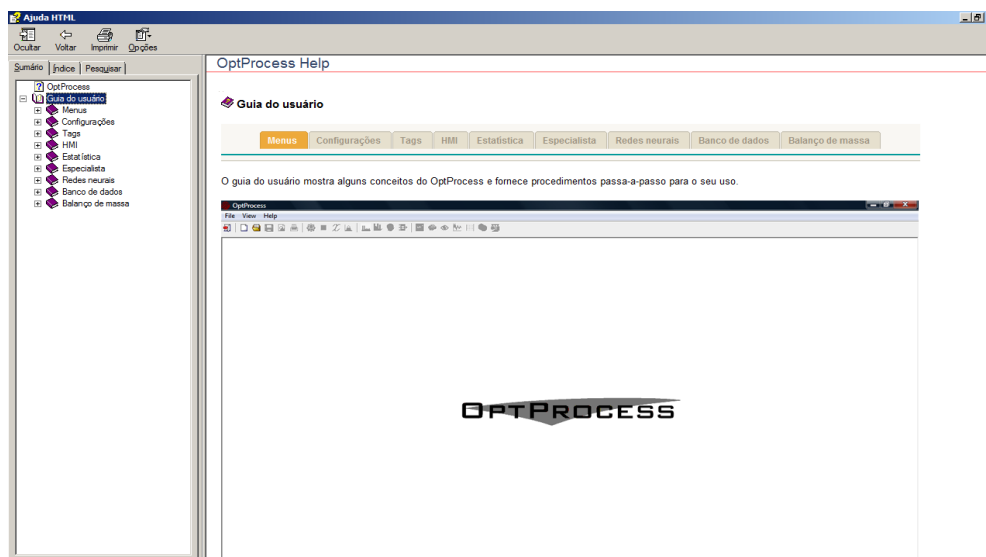 Ajuda HTML
Ocultar Voltar Imprimir Opções
Sumário Índice Pesquisar
OptProcess
Guia do usuário
Menus
Configurações
Tags
HMI
Estatística
Especialista
Redes neurais
Banco de dados
Balanço de massa
OptProcess Help
Guia do usuário
Menus Configurações Tags HMI Estatística Especialista Redes neurais Banco de dados Balanço de massa
O guia do usuário mostra alguns conceitos do OptProcess e fornece procedimentos passa-a-passo para o seu uso.
OptProcess
File View Help
OPTPROCESS